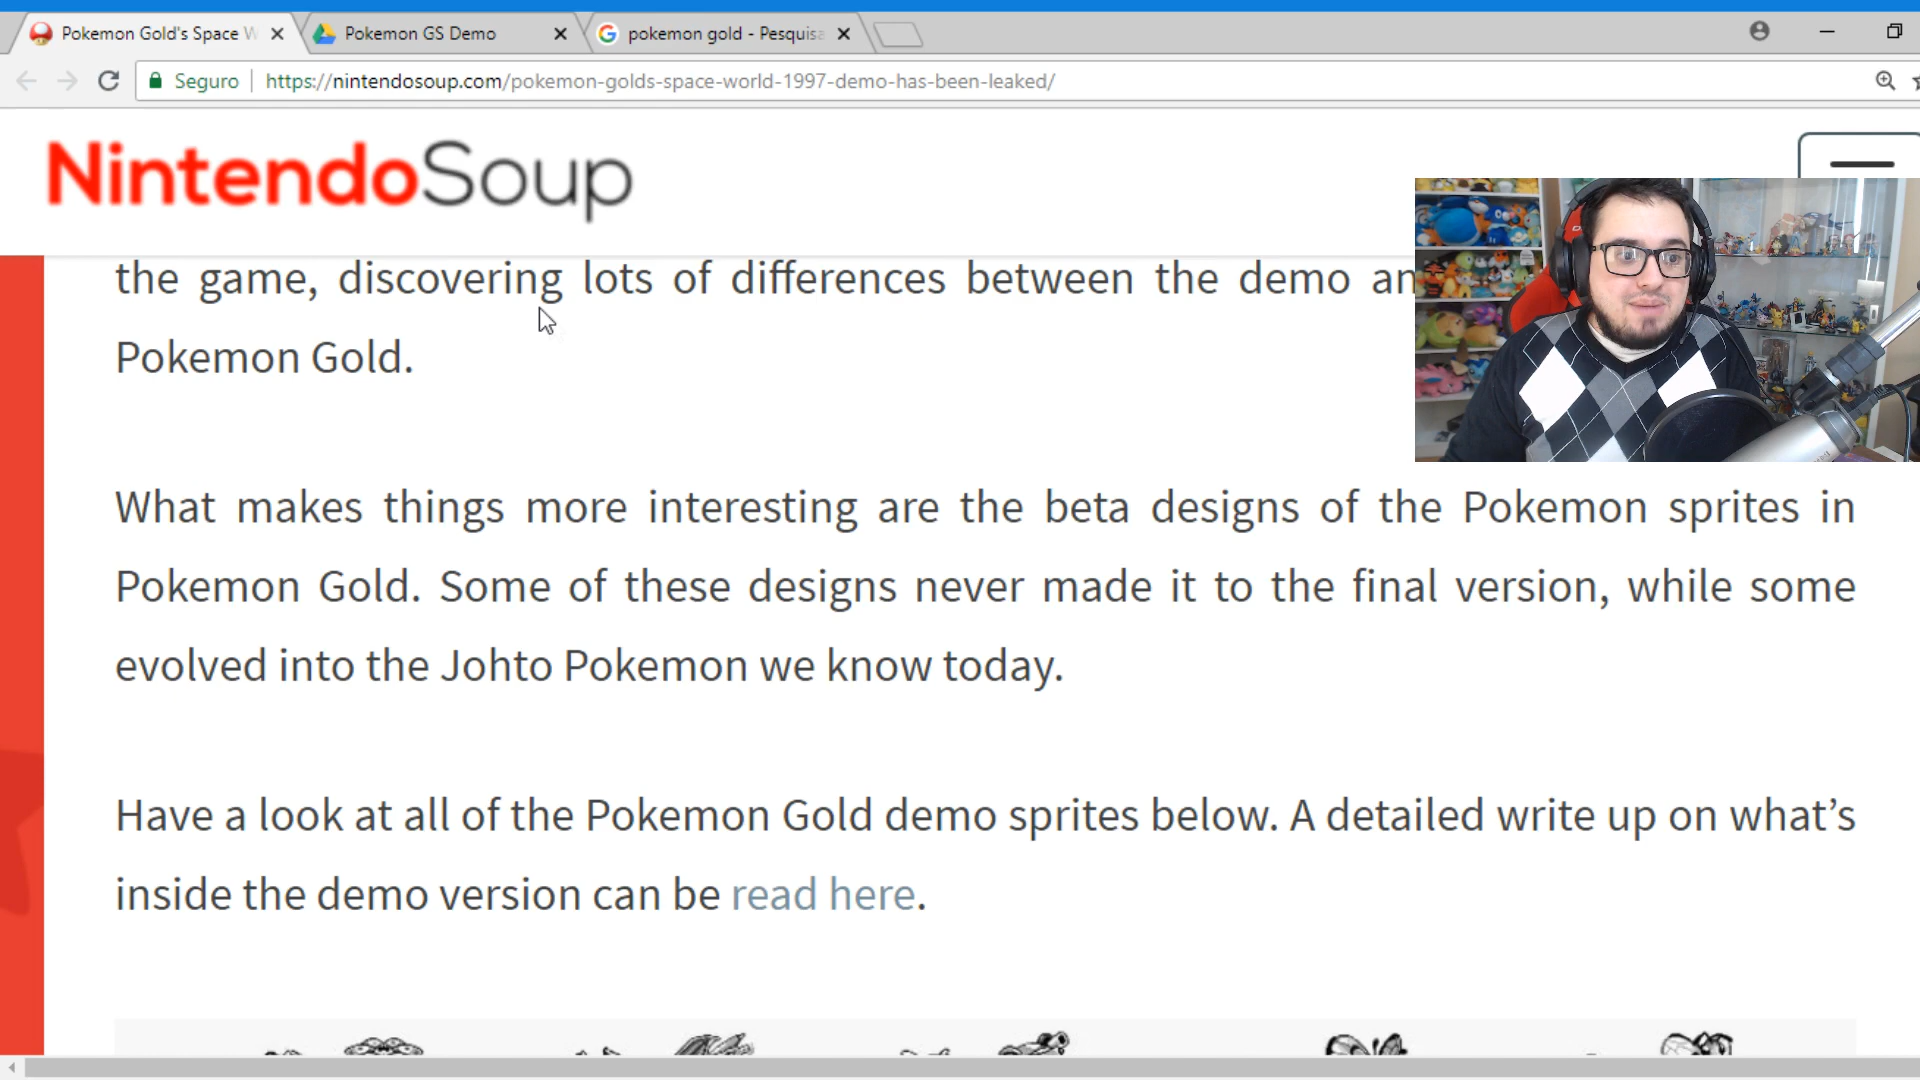 Pokemon Gold's Space W
Pokemon GS Demo
pokemon gold - Pesquisa
Seguro
https://nintendosoup.com/pokemon-golds-space-world-1997-demo-has-been-leaked/
NintendoSoup
the game, discovering lots of differences between the demo an
Pokemon Gold.
What makes things more interesting are the beta designs of the Pokemon sprites in
Pokemon Gold. Some of these designs never made it to the final version, while some
evolved into the Johto Pokemon we know today.
Have a look at all of the Pokemon Gold demo sprites below. A detailed write up on what's
inside the demo version can be read here.